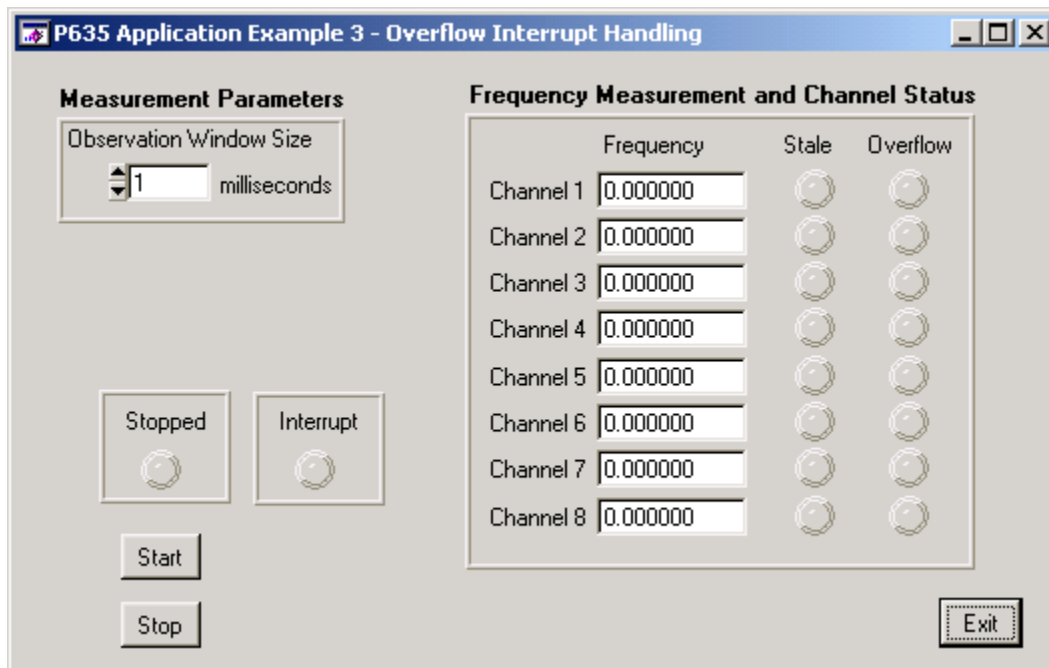 P635 Application Example 3 - Overflow Interrupt Handling
Measurement Parameters
Observation Window Size
1 milliseconds
Frequency Measurement and Channel Status
Frequency Stale Overflow
Channel 1 0.000000
Channel 2 0.000000
Channel 3 0.000000
Channel 4 0.000000
Channel 5 0.000000
Channel 6 0.000000
Channel 7 0.000000
Channel 8 0.000000
Stopped Interrupt
Start
Stop
Exit